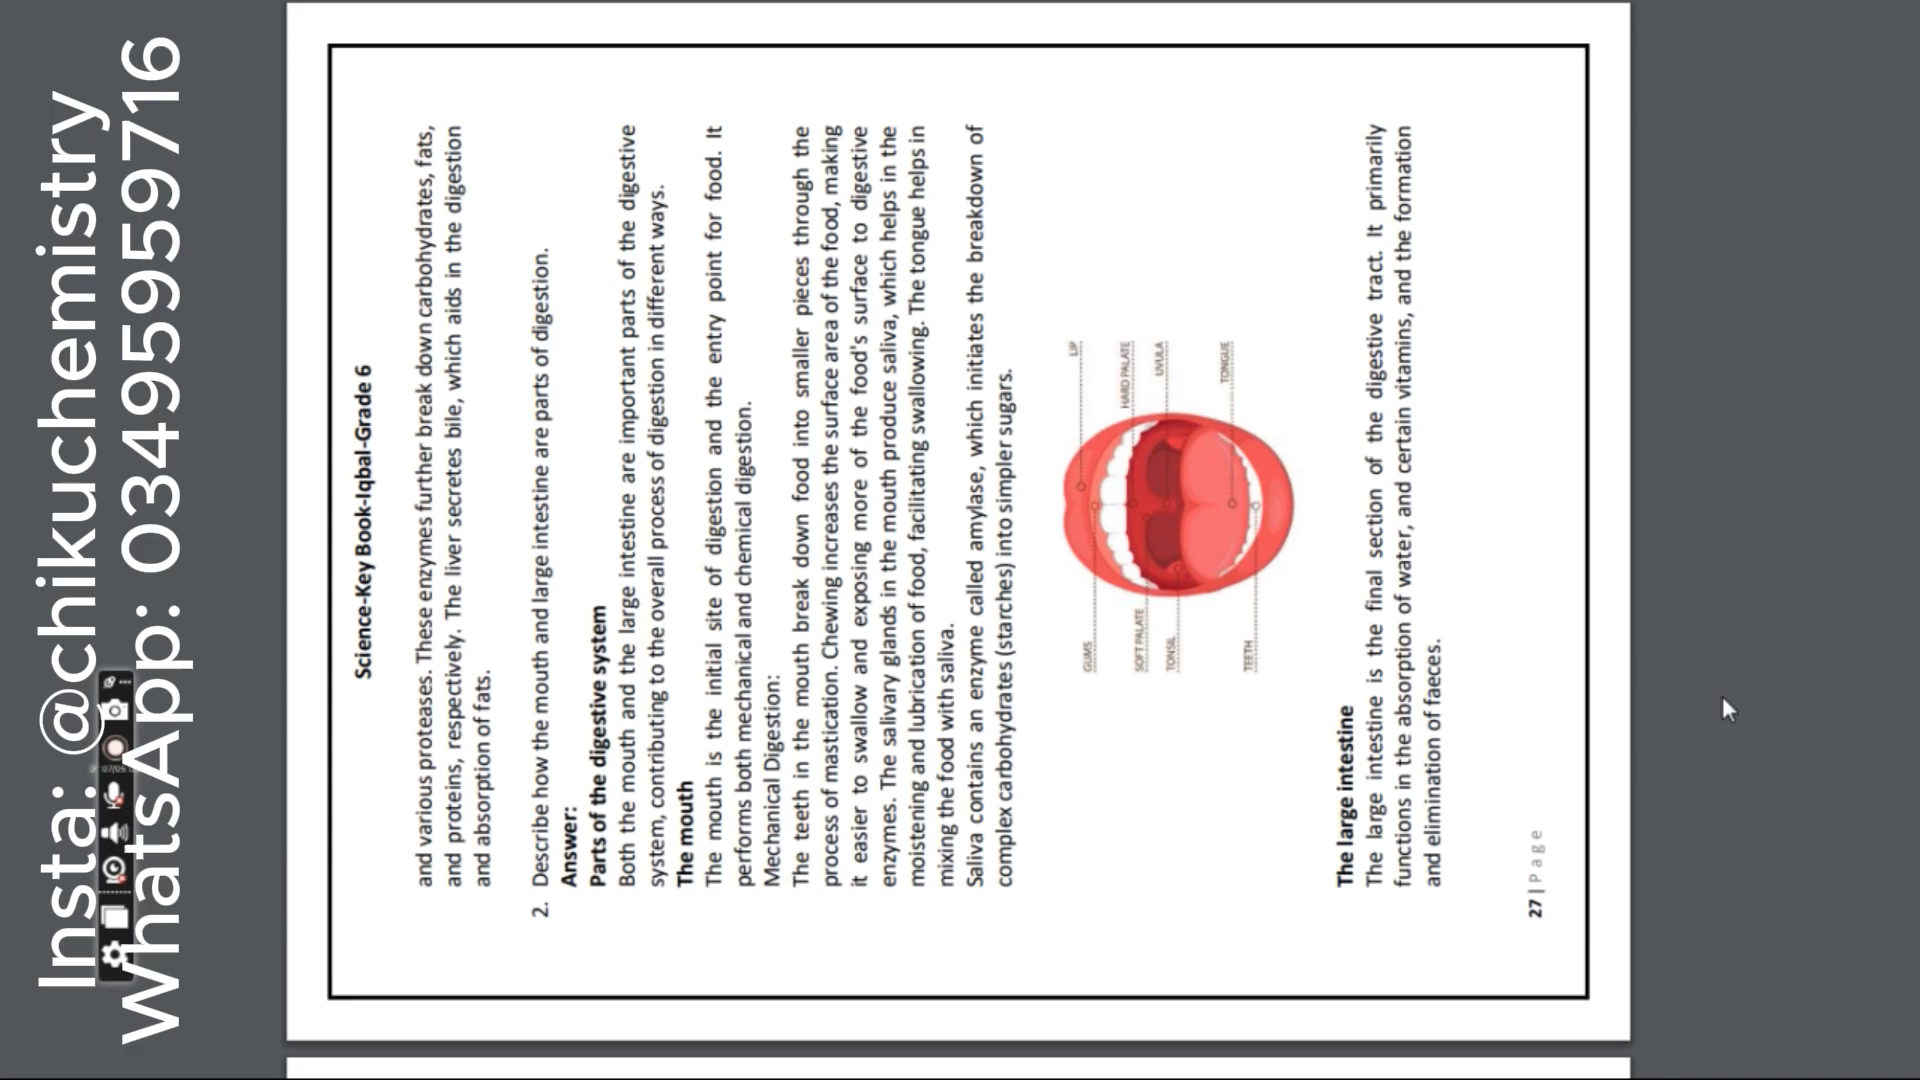 Insta: @chikuchemistry
WhatsApp: 03495959716
Science-Key Book-Iqbal-Grade 6
and various proteases. These enzymes further break down carbohydrates, fats,
and proteins, respectively. The liver secretes bile, which aids in the digestion
and absorption of fats.
2. Describe how the mouth and large intestine are parts of digestion.
Answer:
Parts of the digestive system
Both the mouth and the large intestine are important parts of the digestive
system, contributing to the overall process of digestion in different ways.
The mouth
The mouth is the initial site of digestion and the entry point for food. It
performs both mechanical and chemical digestion.
Mechanical Digestion:
The teeth in the mouth break down food into smaller pieces through the
process of mastication. Chewing increases the surface area of the food, making
it easier to swallow and exposing more of the food's surface to digestive
enzymes. The salivary glands in the mouth produce saliva, which helps in the
moistening and lubrication of food, facilitating swallowing. The tongue helps in
mixing the food with saliva.
Saliva contains an enzyme called amylase, which initiates the breakdown of
complex carbohydrates (starches) into simpler sugars.
LIP
GUMS
HARD PALATE
SOFT PALATE
UVULA
TONSIL
TONGUE
TEETH
The large intestine
The large intestine is the final section of the digestive tract. It primarily
functions in the absorption of water, and certain vitamins, and the formation
and elimination of faeces.
27 | Page